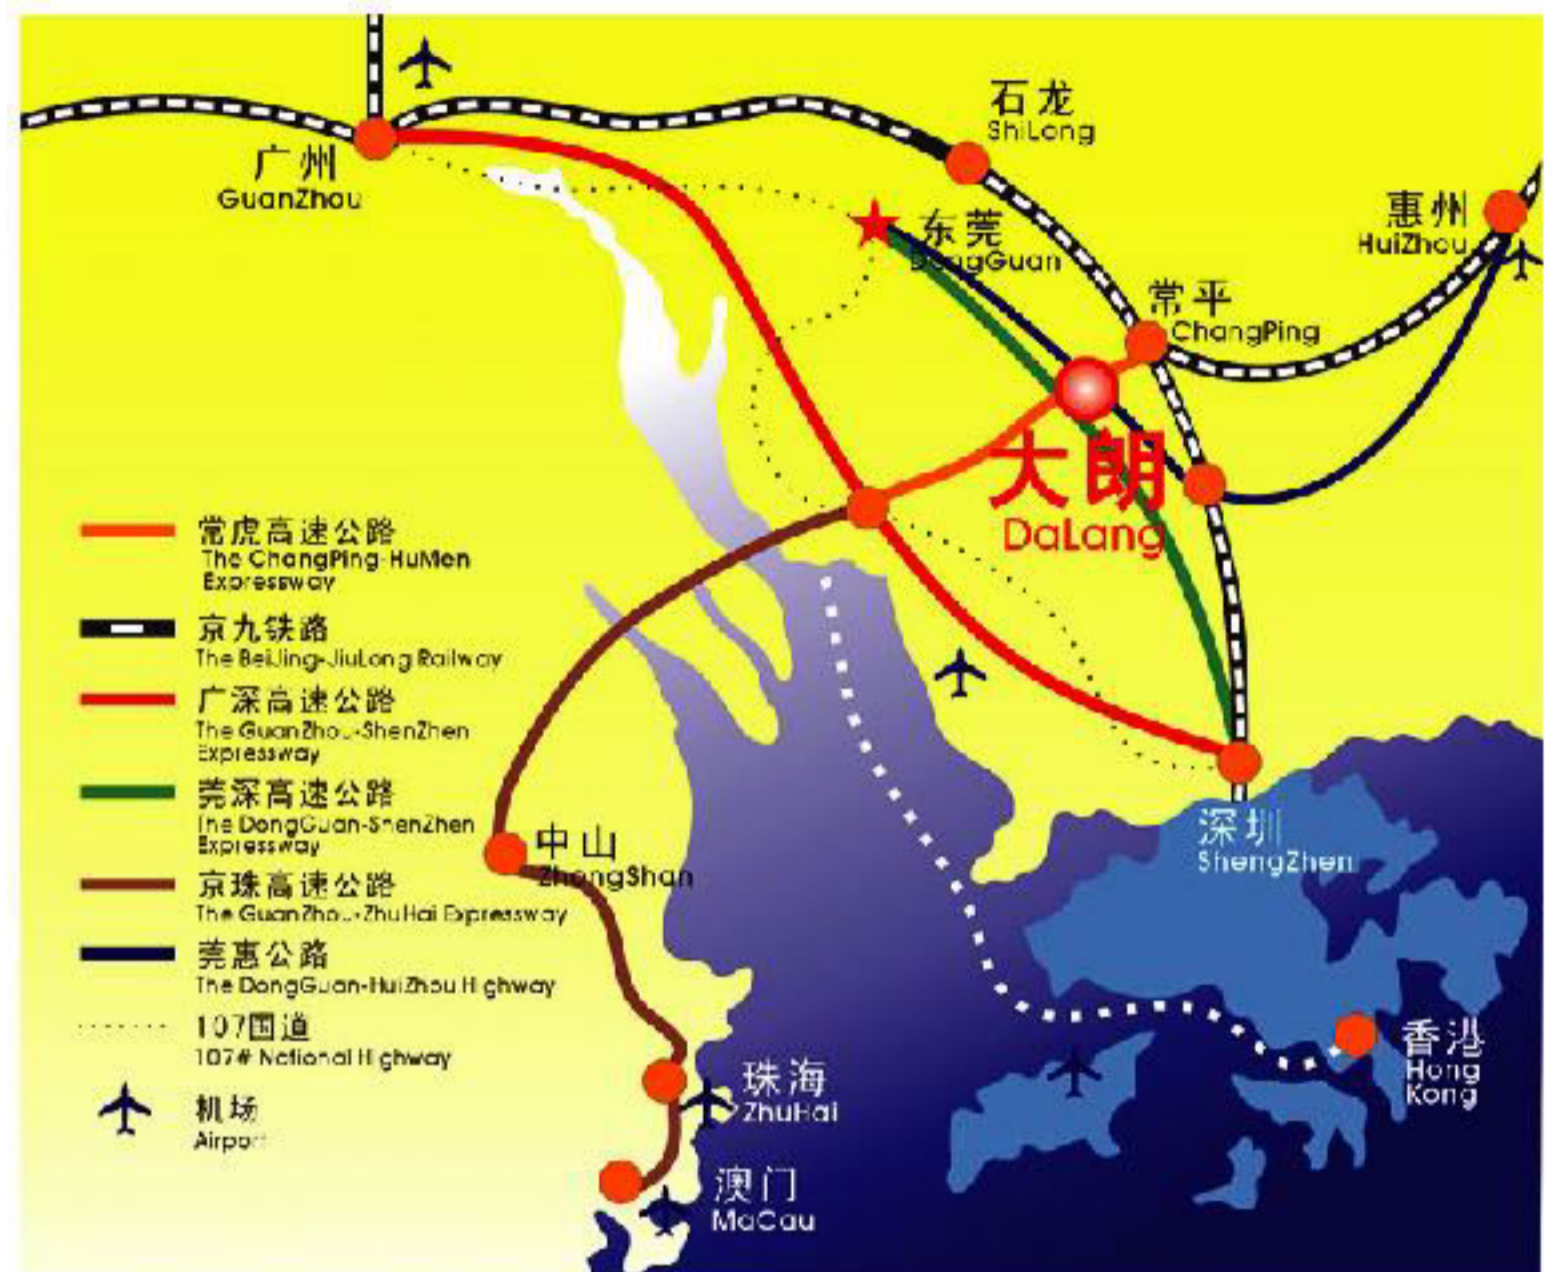 石龙
ShiLong
广州
GuanZhou
惠州
HuiZhou
东莞
DongGuan
常平
ChangPing
大朗
DaLang
常虎高速公路
The ChangPing-HuMen
Expressway
京九铁路
The BeiJing-JiuLong Railway
广深高速公路
The GuanZhou-ShenZhen
Expressway
莞深高速公路
The DongGuan-ShenZhen
Expressway
深圳
ShengZhen
中山
ZhongShan
京珠高速公路
The GuanZhou-ZhuHai Expressway
莞惠公路
The DongGuan-HuiZhou Highway
107国道
107# National Highway
香港
Hong
Kong
珠海
ZhuHai
机场
Airport
澳门
MaCau